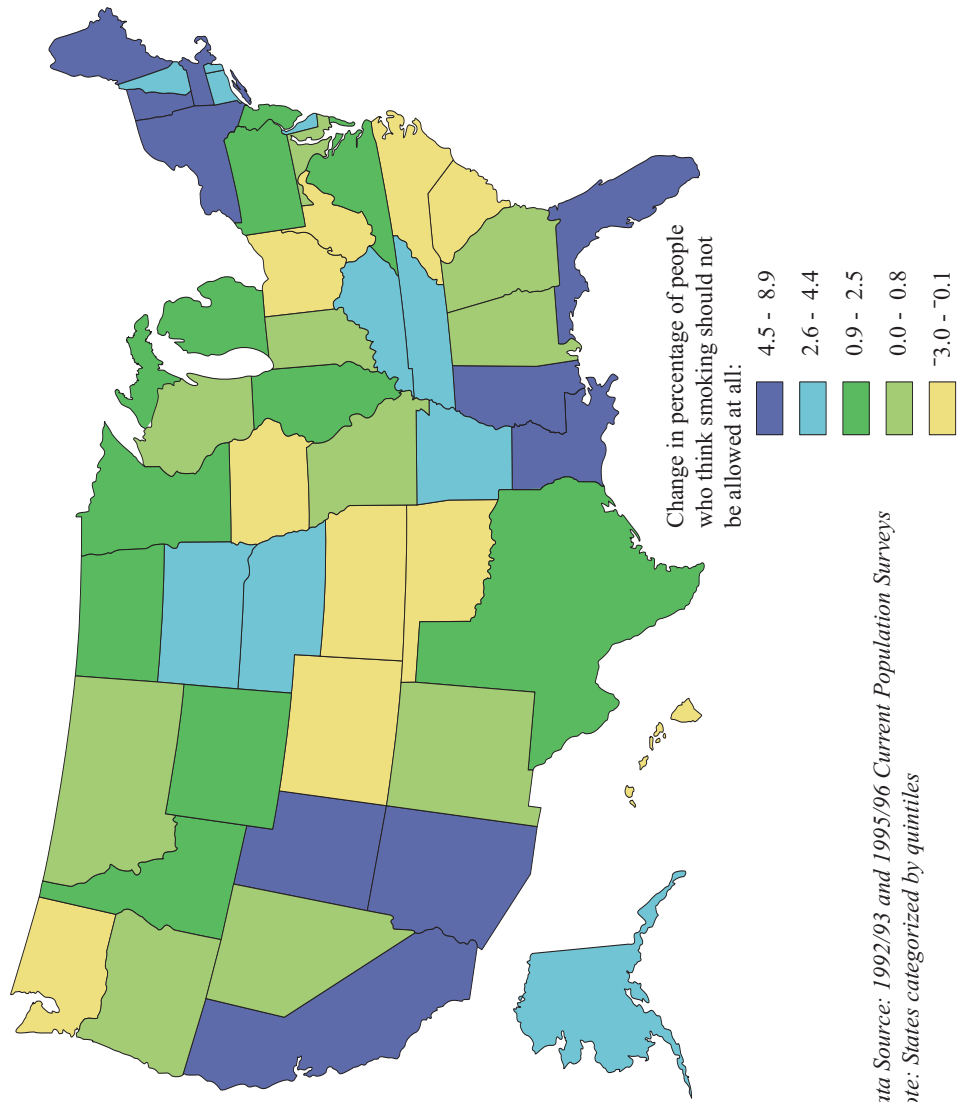 Change in percentage of people
who think smoking should not
be allowed at all:
4.5 - 8.9
2.6 - 4.4
0.9 - 2.5
0.0 - 0.8
⁻3.0 - ⁻0.1
ata Source: 1992/93 and 1995/96 Current Population Surveys
ote: States categorized by quintiles